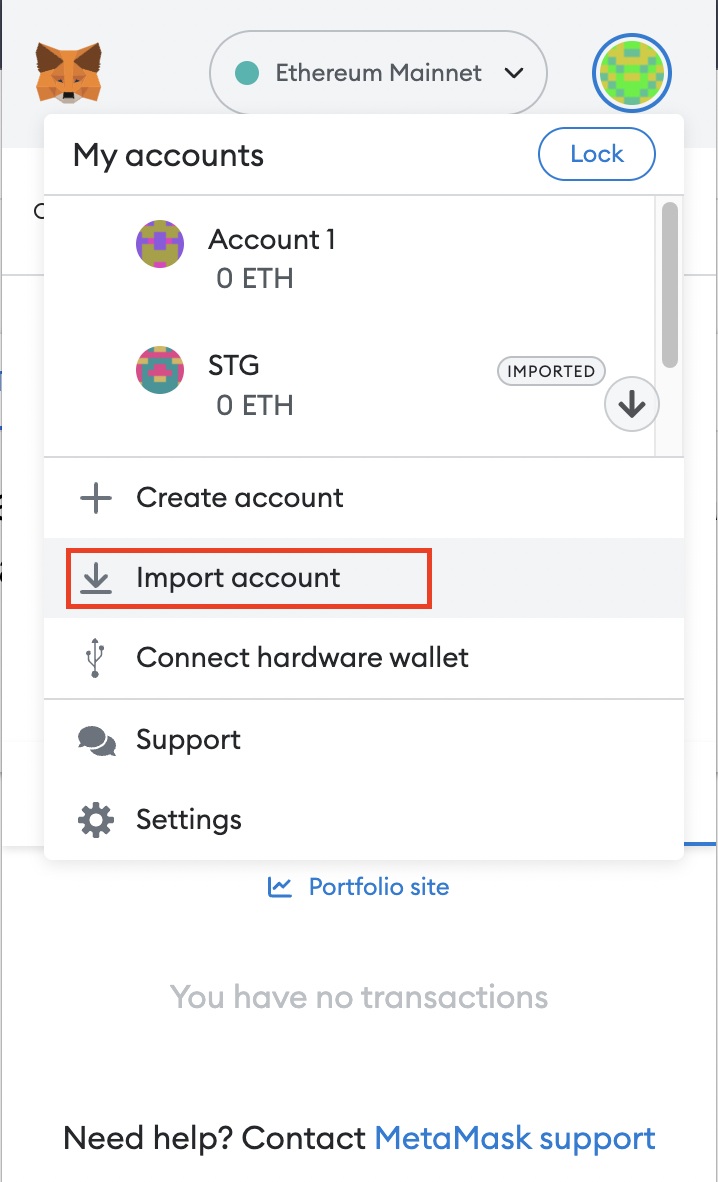 Ethereum Mainnet
My accounts
Lock
Account 1
0 ETH
STG
IMPORTED
0 ETH
Create account
Import account
Connect hardware wallet
Support
Settings
Portfolio site
You have no transactions
Need help? Contact MetaMask support